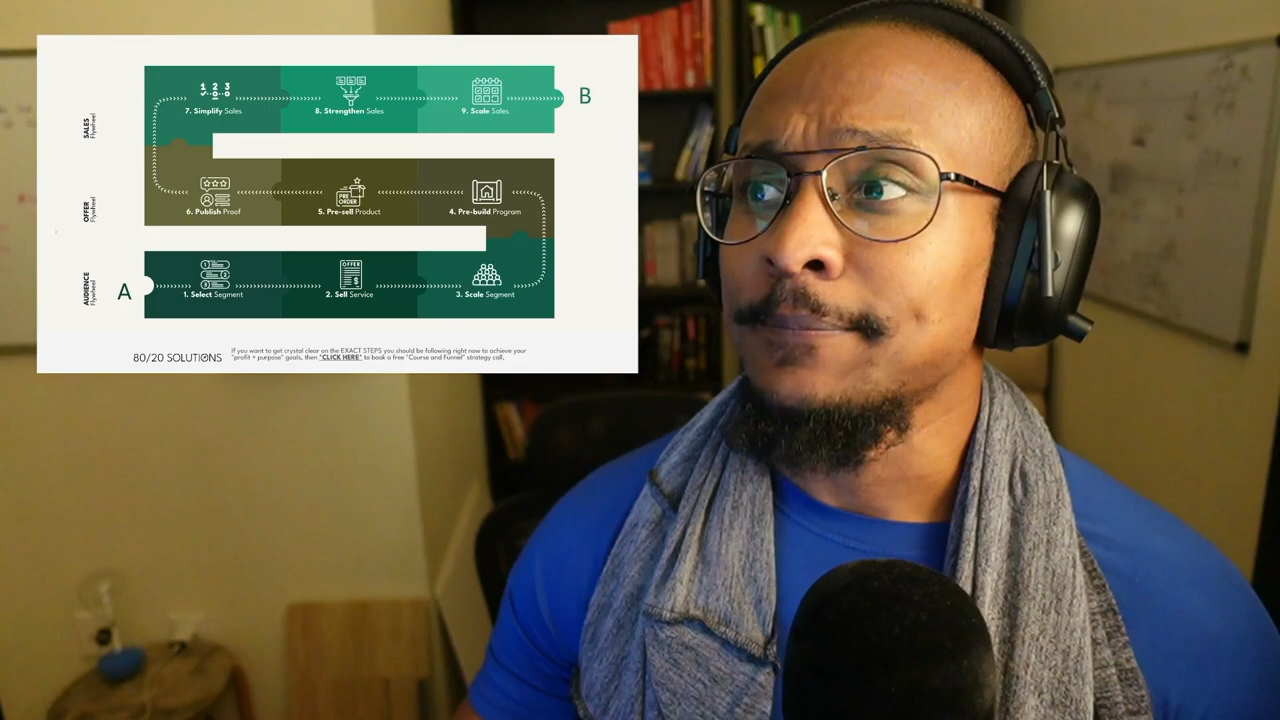 1 2 3
7. Simplify Sales
8. Strengthen Sales
9. Scale Sales
B
SALES
Flywheel
6. Publish Proof
PRE
ORDER
5. Pre-sell Product
4. Pre-build Program
OFFER
Flywheel
A
1
2
3
1. Select Segment
OFFER
$
2. Sell Service
3. Scale Segment
AUDIENCE
Flywheel
80/20 SOLUTIONS
If you want to get crystal clear on the EXACT STEPS you should be following right now to achieve your
"profit + purpose" goals, then "CLICK HERE" to book a free "Course and Funnel" strategy call.